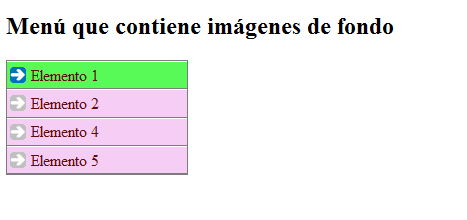 Menú que contiene imágenes de fondo
Elemento 1
Elemento 2
Elemento 4
Elemento 5